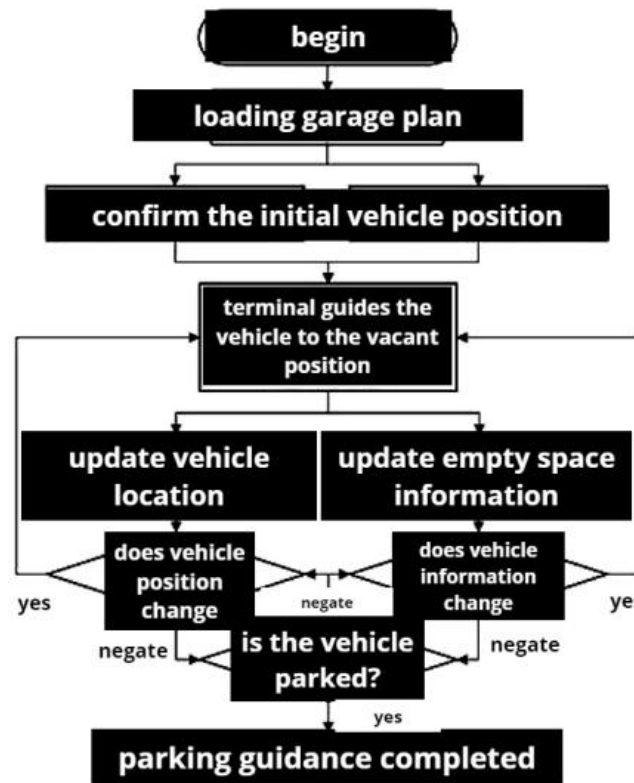 begin
loading garage plan
confirm the initial vehicle position
terminal guides the
vehicle to the vacant
position
update vehicle
location
update empty space
information
does vehicle
position
change
does vehicle
information
change
yes
negate
yes
negate
is the vehicle
parked?
negate
yes
parking guidance completed